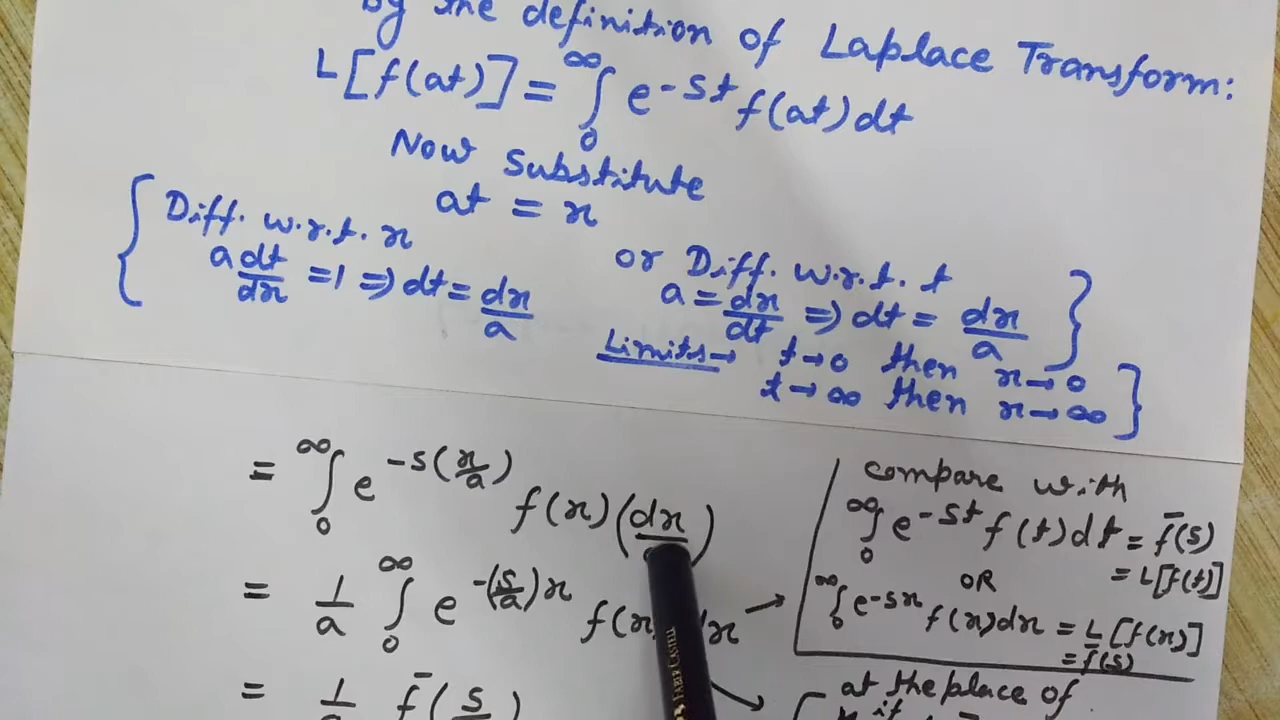 by the definition of Laplace Transform:
L[f(at)] = ∫₀^∞ e^{-st} f(at) dt
Now Substitute
at = x
{ Diff. w.r.t. x
a dt/dx = 1 ⇒ dt = dx/a
or Diff. w.r.t. t
a = dx/dt ⇒ dt = dx/a }
Limits → t → 0 then x → 0
t → ∞ then x → ∞ }
= ∫₀^∞ e^{-s(x/a)} f(x) (dx
= 1/a ∫₀^∞ e^{-(s/a)x} f(x) dx →
= 1/a f̄(s/
compare with
∫₀^∞ e^{-st} f(t) dt = f̄(s)
= L[f(t)]
OR
∫₀^∞ e^{-sx} f(x) dx = L[f(x)]
= f̄(s)
at the place of
FABER CASTELL